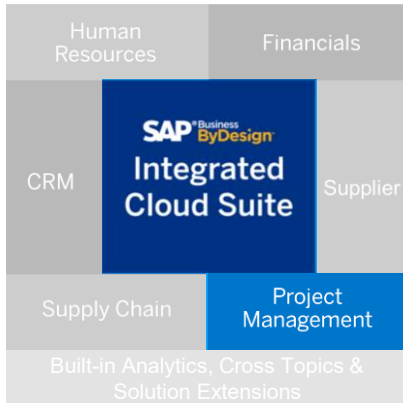 Human
Resources
Financials
SAP® Business
ByDesign™
Integrated
Cloud Suite
CRM
Supplier
Supply Chain
Project
Management
Built-in Analytics, Cross Topics &
Solution Extensions